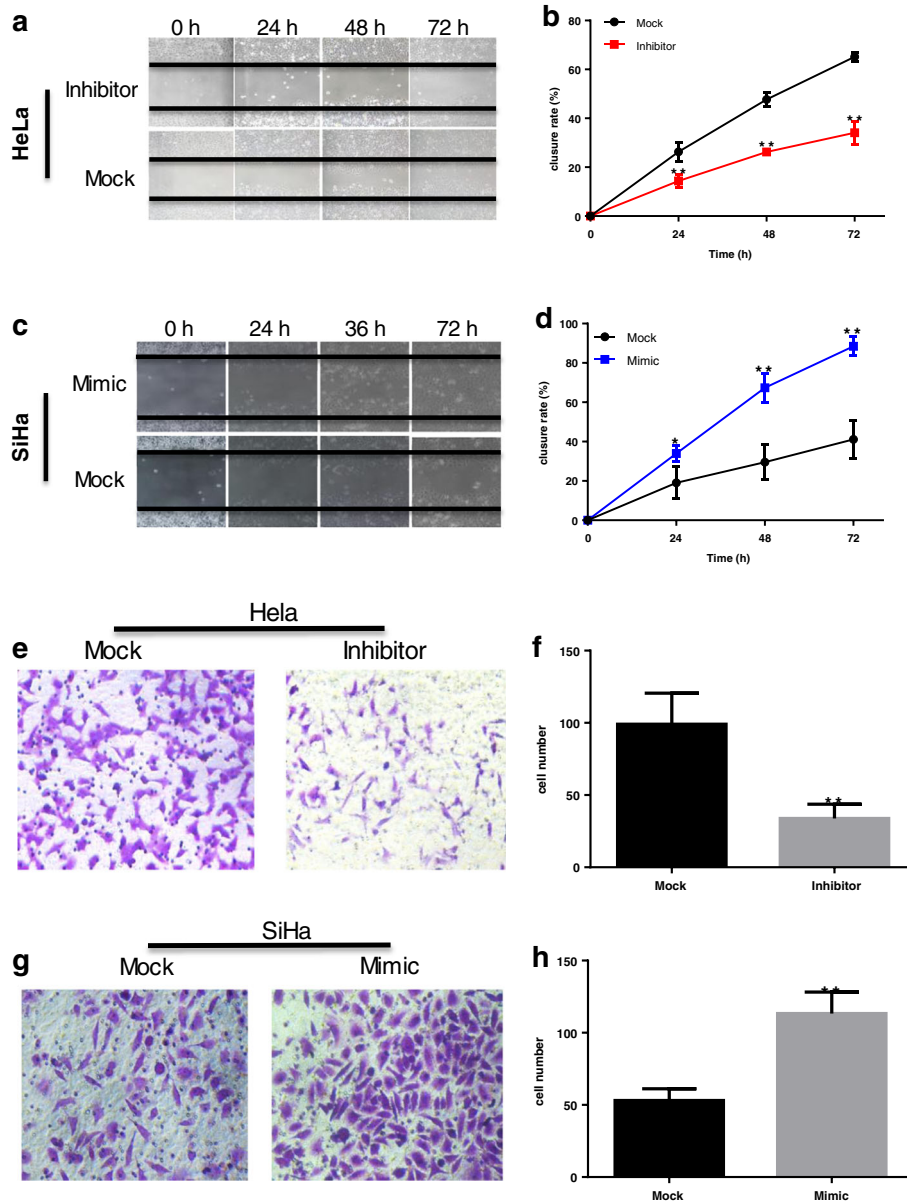 a
0 h 24 h 48 h 72 h
HeLa
Inhibitor
Mock
b
Mock
Inhibitor
clusure rate (%)
80
60
40
20
0
**
**
**
0 24 48 72
Time (h)
c
0 h 24 h 36 h 72 h
SiHa
Mimic
Mock
d
Mock
Mimic
clusure rate (%)
100
80
60
40
20
0
*
**
**
0 24 48 72
Time (h)
Hela
e
Mock Inhibitor
f
cell number
150
100
50
0
**
Mock Inhibitor
SiHa
g
Mock Mimic
h
cell number
150
100
50
0
**
Mock Mimic